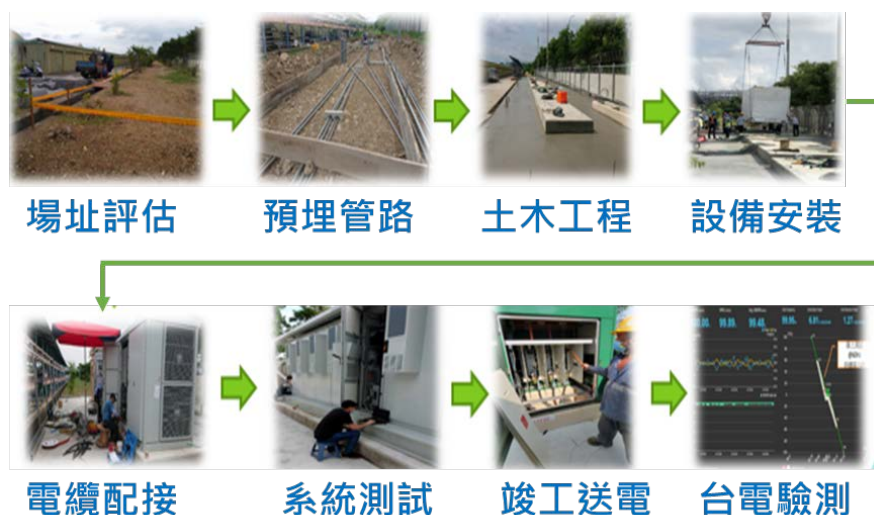 場址評估
預埋管路
土木工程
設備安裝
電纜配接
系統測試
竣工送電
台電驗測